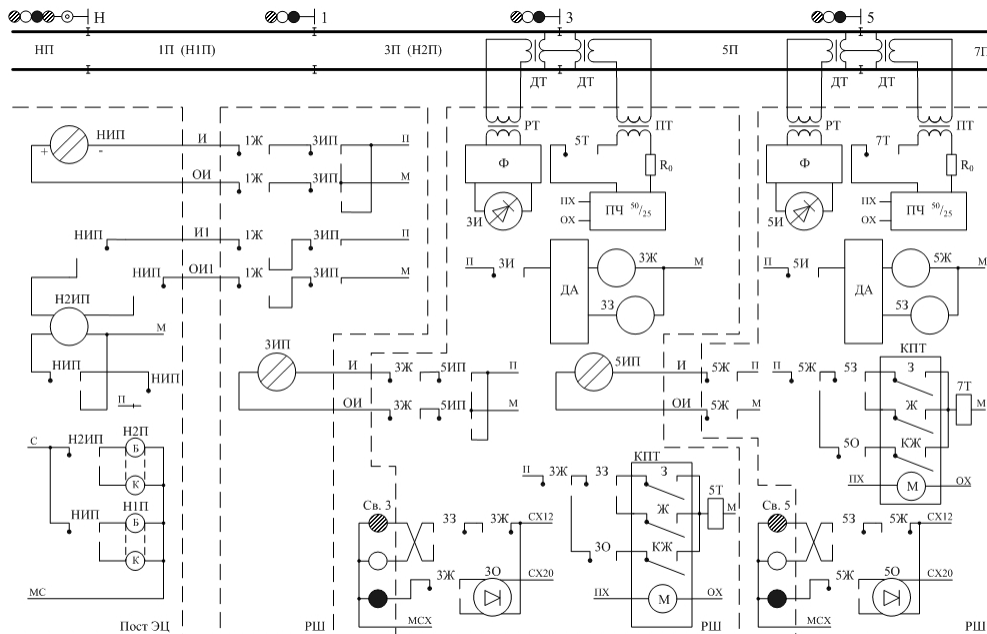 Н
1
3
5
НП
1П (Н1П)
3П (Н2П)
5П
7П
ДТ
ДТ
ДТ
ДТ
РТ
ПТ
РТ
ПТ
НИП
+
-
И
1Ж
3ИП
П
ОИ
1Ж
3ИП
М
5Т
R0
Ф
3И
ПХ
ОХ
ПЧ 50/25
7Т
R0
Ф
5И
ПХ
ОХ
ПЧ 50/25
НИП
И1
1Ж
3ИП
П
НИП
ОИ1
1Ж
3ИП
М
П
3И
ДА
3Ж
М
3З
П
5И
ДА
5Ж
М
5З
Н2ИП
М
НИП
НИП
П
3ИП
И
3Ж
5ИП
П
ОИ
3Ж
5ИП
М
5ИП
И
5Ж
П
ОИ
5Ж
М
КПТ
П
5Ж
5З
З
Ж
7Т
М
5О
КЖ
ПХ
М
ОХ
С
Н2ИП
Н2П
Б
К
НИП
Н1П
Б
К
МС
КПТ
П
3Ж
3З
З
Ж
5Т
М
3О
КЖ
ПХ
М
ОХ
Св. 3
3З
3Ж
СХ12
3Ж
3О
СХ20
МСХ
Св. 5
5З
5Ж
СХ12
5Ж
5О
СХ20
МСХ
Пост ЭЦ
РШ
РШ
РШ